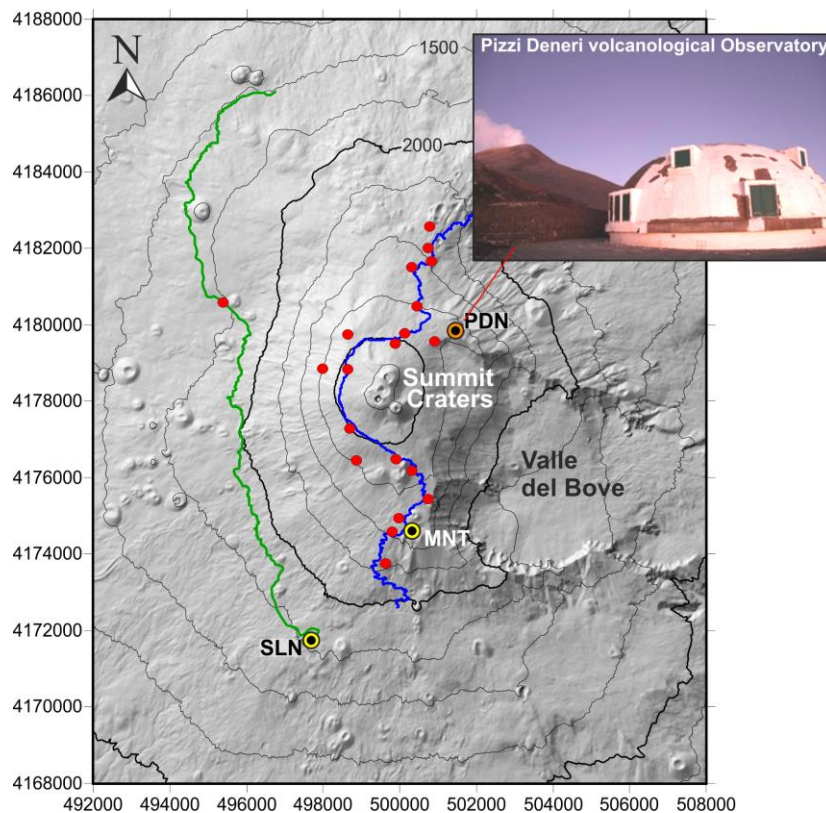 4188000
4186000
4184000
4182000
4180000
4178000
4176000
4174000
4172000
4170000
4168000
492000 494000 496000 498000 500000 502000 504000 506000 508000
N
1500
2000
Pizzi Deneri volcanological Observatory
PDN
Summit
Craters
Valle
del Bove
MNT
SLN